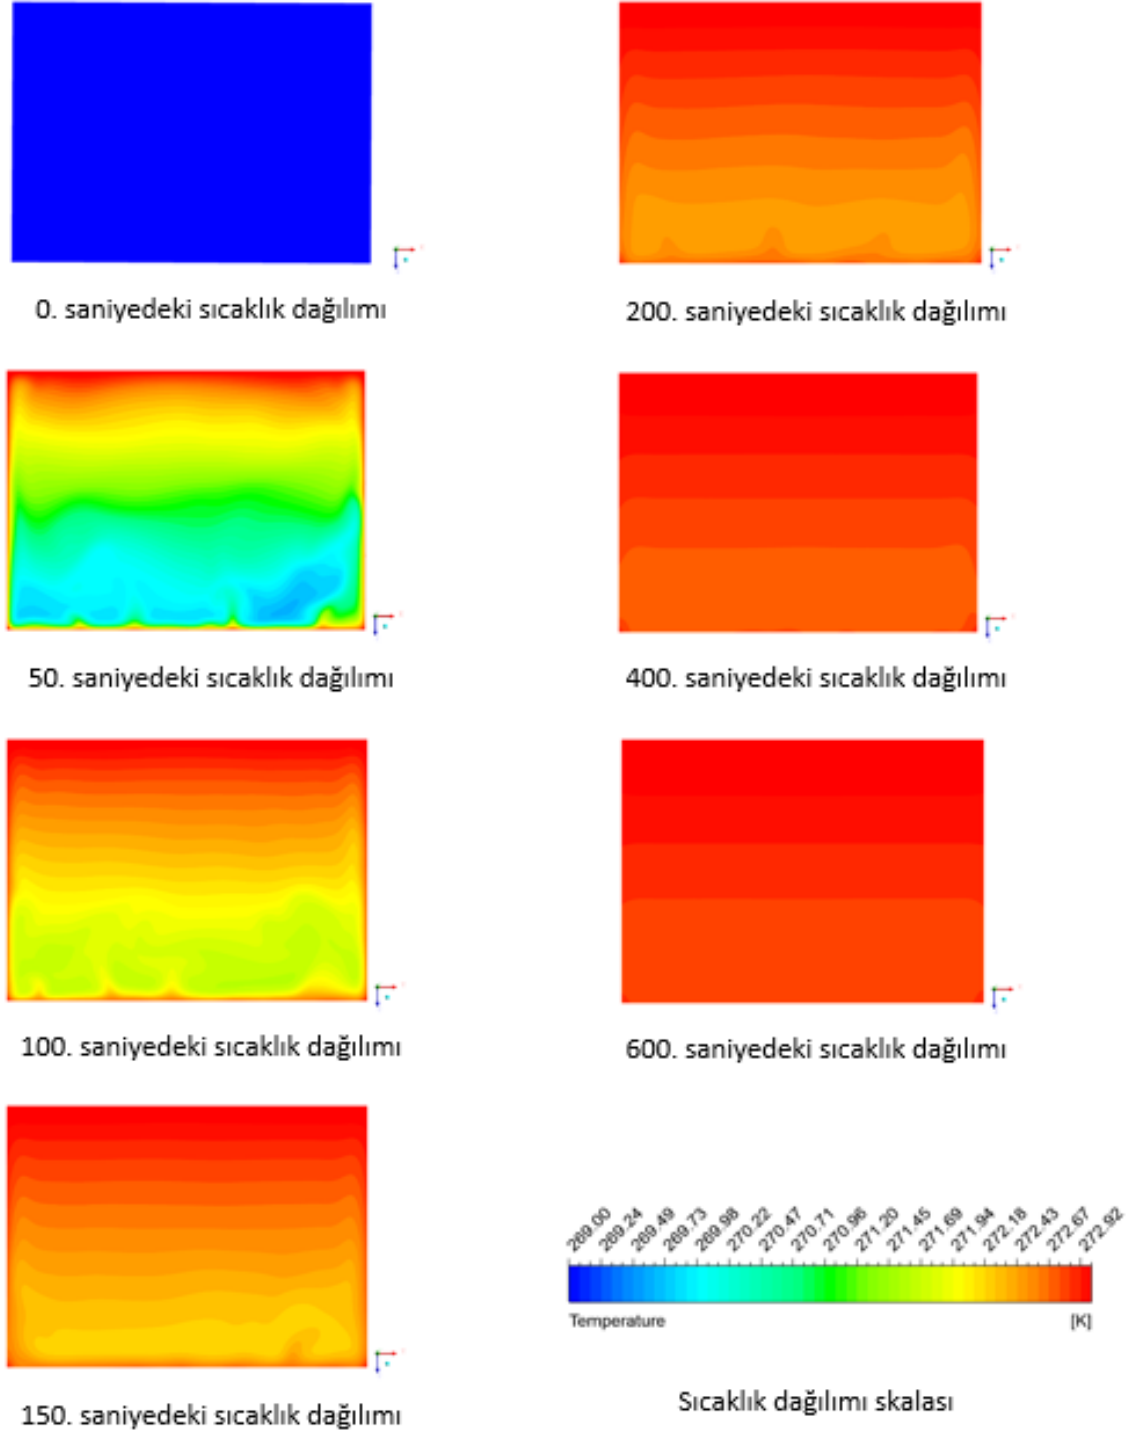 0. saniyedeki sıcaklık dağılımı
50. saniyedeki sıcaklık dağılımı
100. saniyedeki sıcaklık dağılımı
150. saniyedeki sıcaklık dağılımı
200. saniyedeki sıcaklık dağılımı
400. saniyedeki sıcaklık dağılımı
600. saniyedeki sıcaklık dağılımı
269.00 269.24 269.49 269.73 269.98 270.22 270.47 270.71 270.96 271.20 271.45 271.69 271.94 272.18 272.43 272.67 272.92
Temperature [K]
Sıcaklık dağılımı skalası